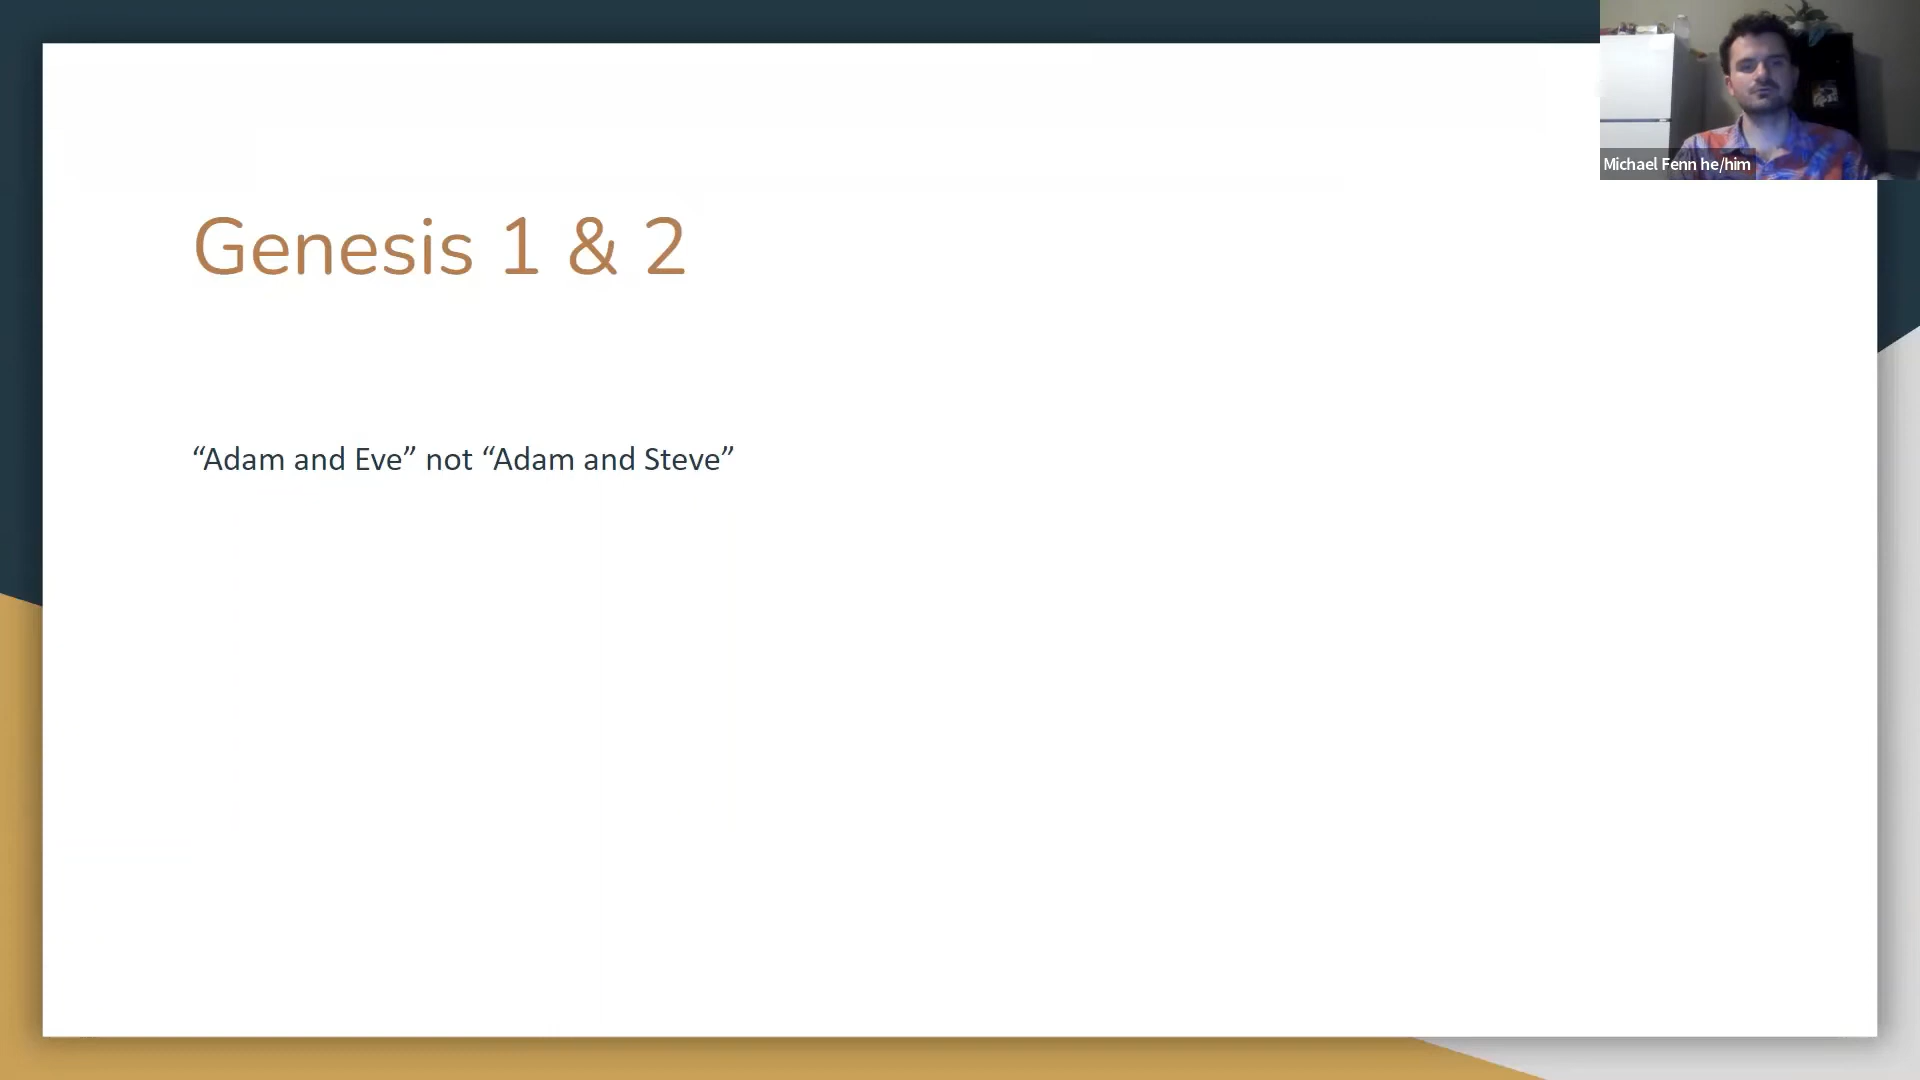 Michael Fenn he/him
Genesis 1 & 2
“Adam and Eve” not “Adam and Steve”